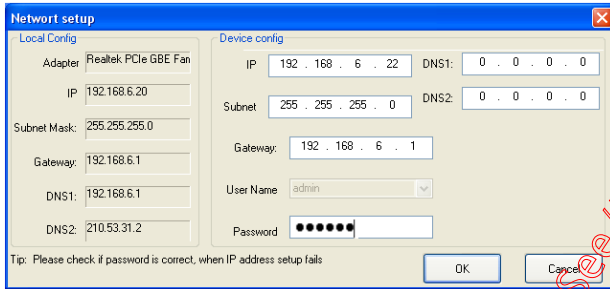 Networt setup
Local Config
Adapter Realtek PCIe GBE Fan
IP 192.168.6.20
Subnet Mask: 255.255.255.0
Gateway: 192.168.6.1
DNS1: 192.168.6.1
DNS2: 210.53.31.2
Device config
IP 192 . 168 . 6 . 22 DNS1: 0 . 0 . 0 . 0
Subnet 255 . 255 . 255 . 0 DNS2: 0 . 0 . 0 . 0
Gateway: 192 . 168 . 6 . 1
User Name admin
Password ●●●●●●
Tip: Please check if password is correct, when IP address setup fails
OK Cancel
See